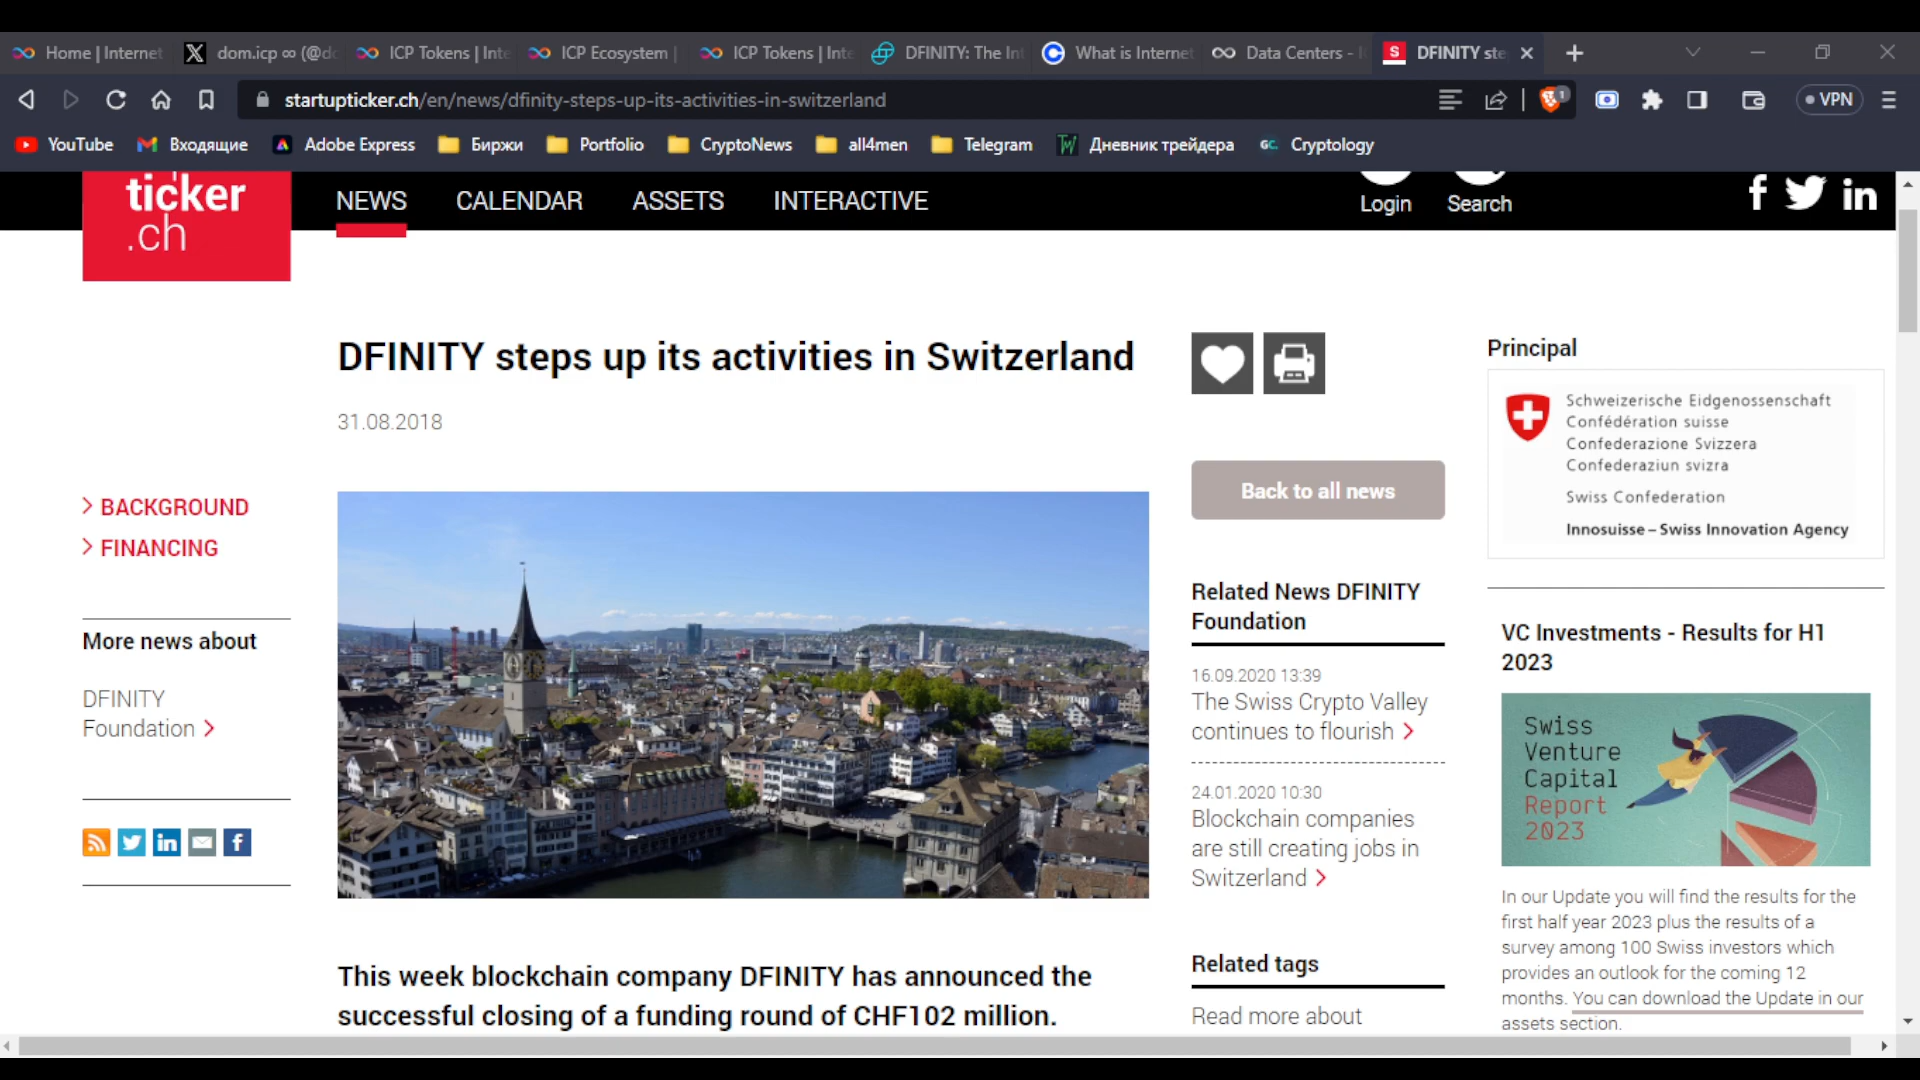 Home | Internet
dom.icp ∞ (@d
ICP Tokens | Inte
ICP Ecosystem |
ICP Tokens | Inte
DFINITY: The In
What is Internet
Data Centers -
DFINITY ste
startupticker.ch/en/news/dfinity-steps-up-its-activities-in-switzerland
1
VPN
YouTube
Входящие
Adobe Express
Биржи
Portfolio
CryptoNews
all4men
Telegram
Дневник трейдера
Cryptology
ticker
.ch
NEWS
CALENDAR
ASSETS
INTERACTIVE
Login
Search
DFINITY steps up its activities in Switzerland
31.08.2018
BACKGROUND
FINANCING
More news about
DFINITY
Foundation
This week blockchain company DFINITY has announced the
successful closing of a funding round of CHF102 million.
Back to all news
Related News DFINITY
Foundation
16.09.2020 13:39
The Swiss Crypto Valley
continues to flourish
24.01.2020 10:30
Blockchain companies
are still creating jobs in
Switzerland
Related tags
Read more about
Principal
Schweizerische Eidgenossenschaft
Confédération suisse
Confederazione Svizzera
Confederaziun svizra
Swiss Confederation
Innosuisse – Swiss Innovation Agency
VC Investments - Results for H1
2023
Swiss
Venture
Capital
Report
2023
In our Update you will find the results for the
first half year 2023 plus the results of a
survey among 100 Swiss investors which
provides an outlook for the coming 12
months. You can download the Update in our
assets section.